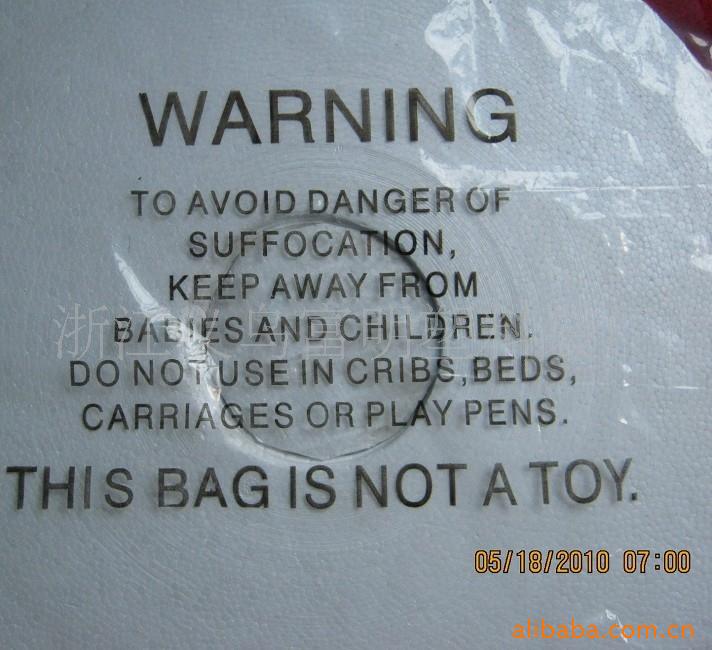 WARNING
TO AVOID DANGER OF
SUFFOCATION,
KEEP AWAY FROM
BABIES AND CHILDREN.
DO NOT USE IN CRIBS,BEDS,
CARRIAGES OR PLAY PENS.
THIS BAG IS NOT A TOY.
05/18/2010 07:00
alibaba.com.cn